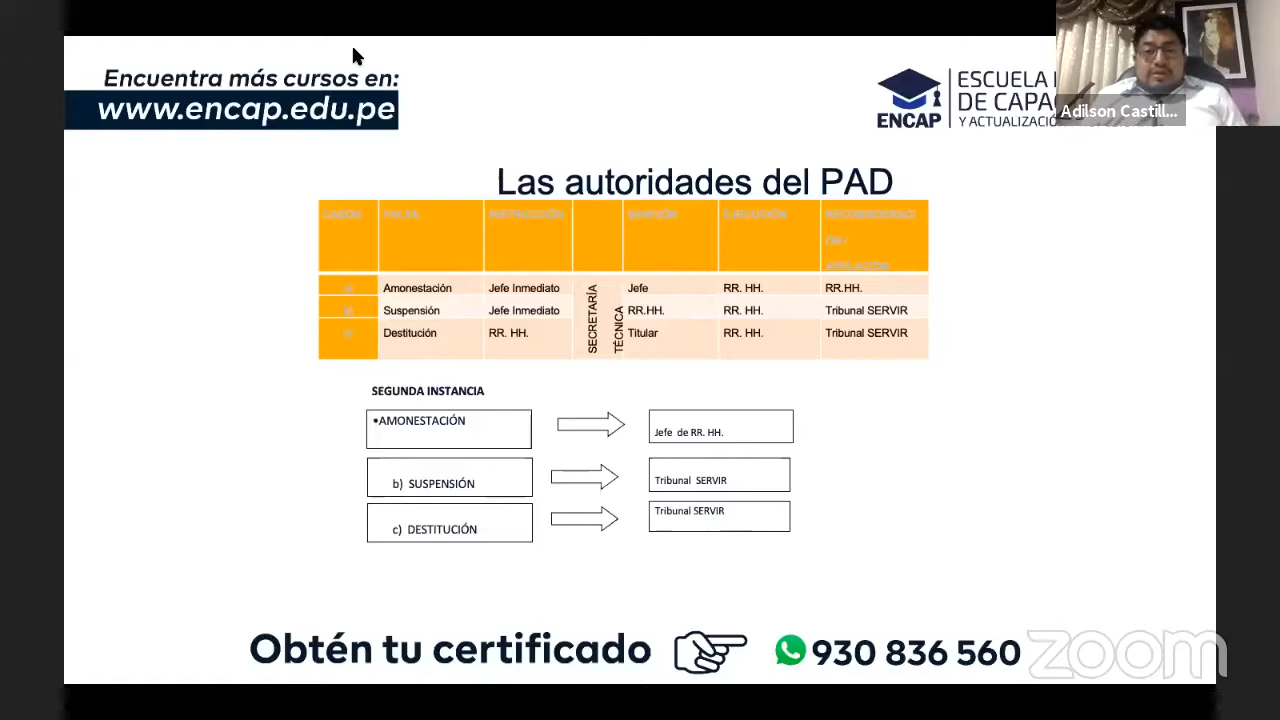 Encuentra más cursos en:
www.encap.edu.pe
ENCAP
ESCUELA
DE CAPA
Y ACTUALIZACIO
Adilson Castill...
Las autoridades del PAD
CASOS FALTA INSTRUCCIÓN SANCIÓN EJECUCIÓN
APELACIÓN
a) Amonestación Jefe Inmediato Jefe RR. HH. RR.HH.
b) Suspensión Jefe Inmediato RR.HH. RR. HH. Tribunal SERVIR
c) Destitución RR. HH. Titular RR. HH. Tribunal SERVIR
SECRETARÍA
TÉCNICA
SEGUNDA INSTANCIA
•AMONESTACIÓN
Jefe de RR. HH.
b) SUSPENSIÓN
Tribunal SERVIR
c) DESTITUCIÓN
Tribunal SERVIR
Obtén tu certificado
930 836 560
zoom